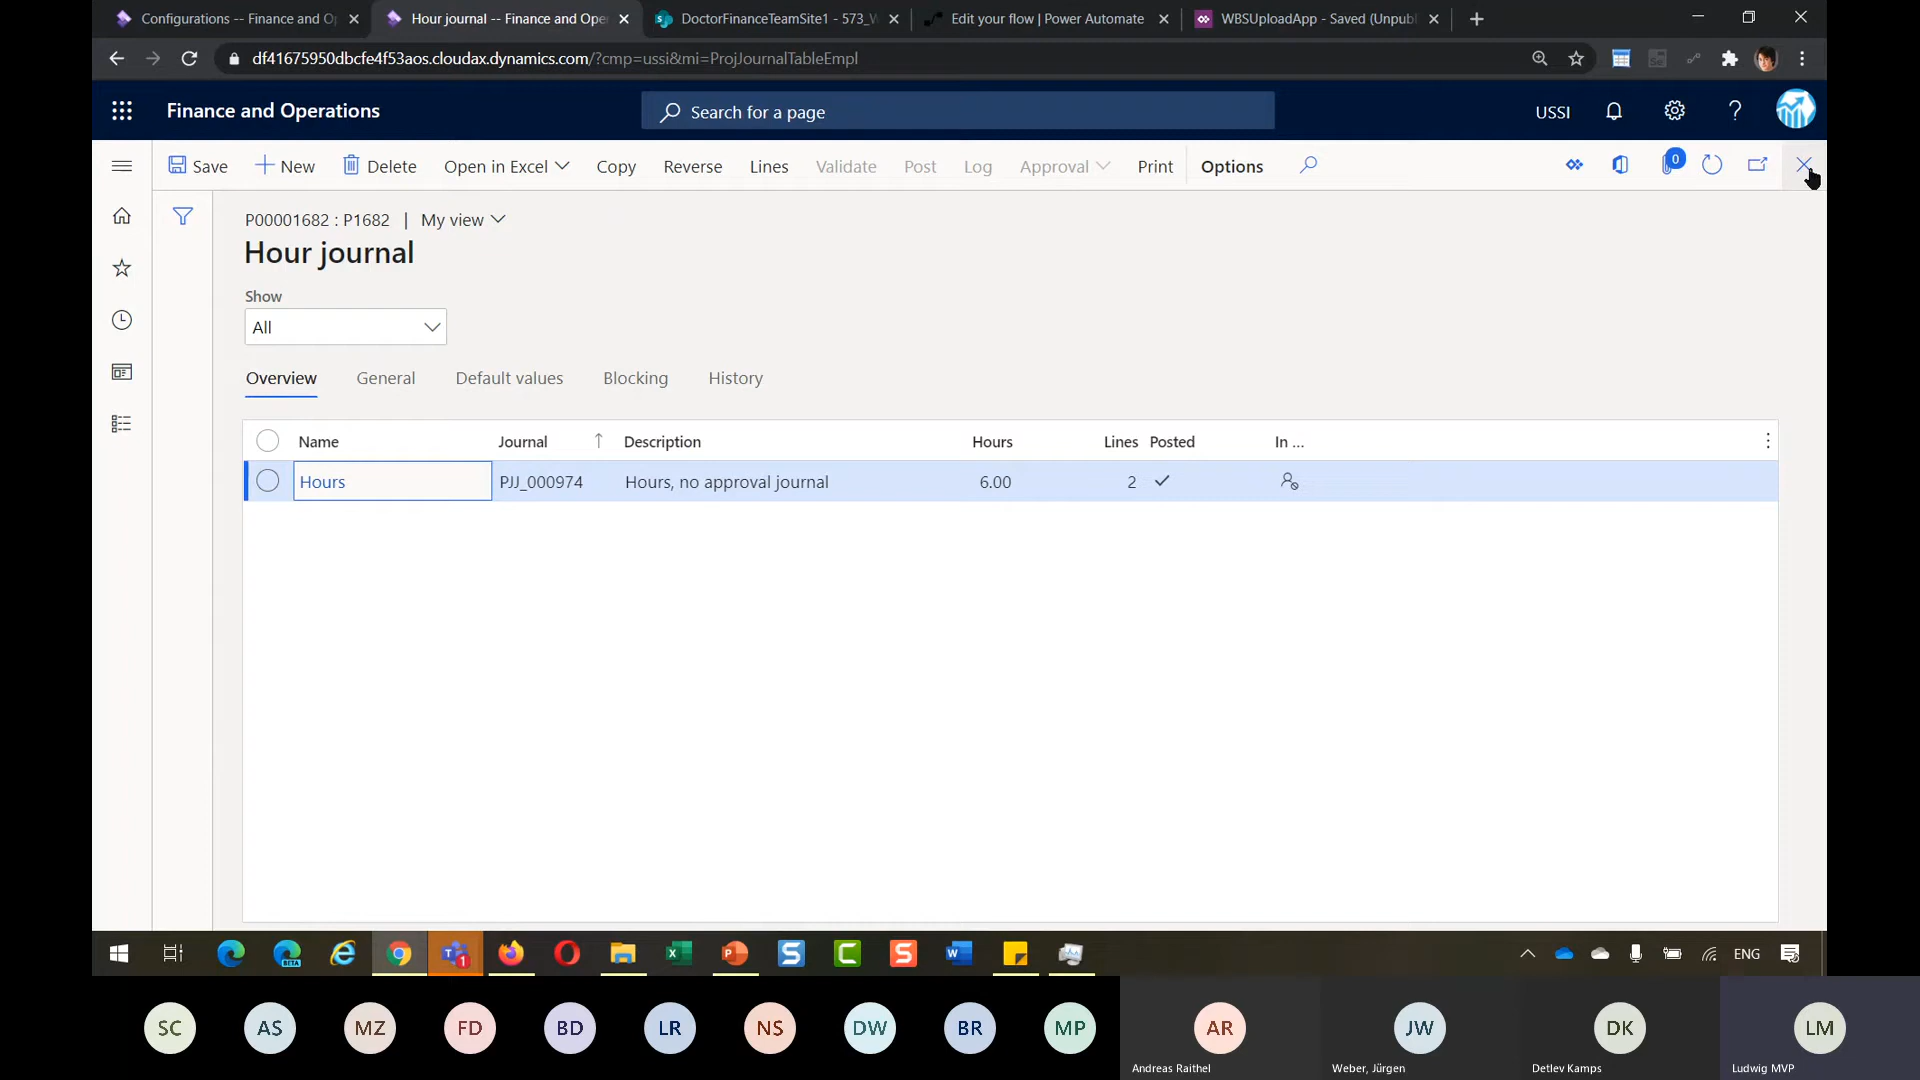 Configurations -- Finance and Op
Hour journal -- Finance and Oper
DoctorFinanceTeamSite1 - 573_W
Edit your flow | Power Automate
WBSUploadApp - Saved (Unpubl
df41675950dbcfe4f53aos.cloudax.dynamics.com/?cmp=ussi&mi=ProjJournalTableEmpl
Finance and Operations
Search for a page
USSI
Save
New
Delete
Open in Excel
Copy
Reverse
Lines
Validate
Post
Log
Approval
Print
Options
0
P00001682 : P1682 | My view
Hour journal
Show
All
Overview
General
Default values
Blocking
History
Name Journal Description Hours Lines Posted In ...
Hours PJJ_000974 Hours, no approval journal 6.00 2
BETA
1
ENG
SC AS MZ FD BD LR NS DW BR MP AR JW DK LM
Andreas Raithel
Weber, Jürgen
Detlev Kamps
Ludwig MVP